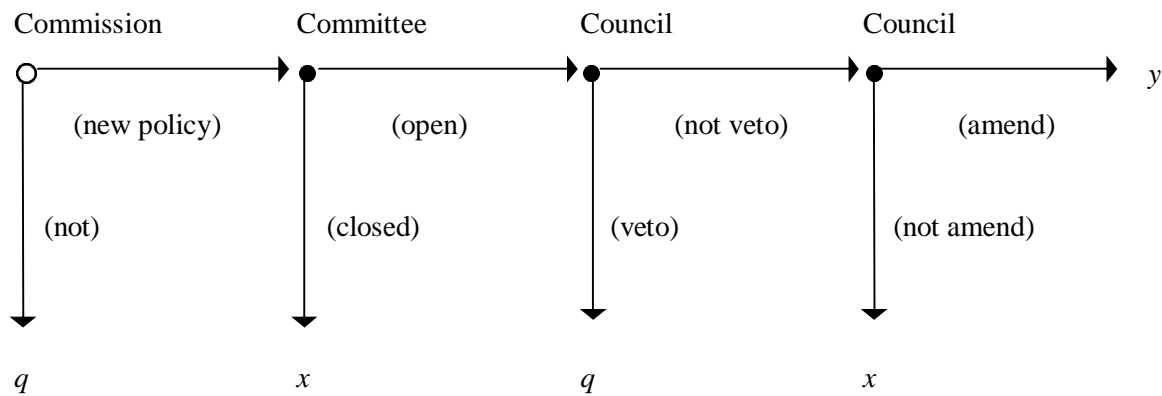 Commission Committee Council Council
y
(new policy) (open) (not veto) (amend)
(not) (closed) (veto) (not amend)
q x q x